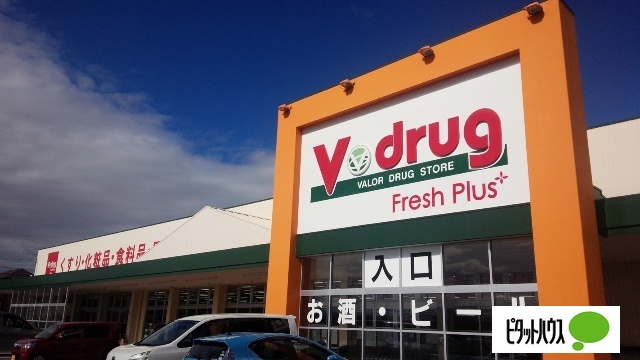 V drug
VALOR DRUG STORE
Fresh Plus
くすり・化粧品・食料品・
入口
お酒・ビール
ピタットハウス